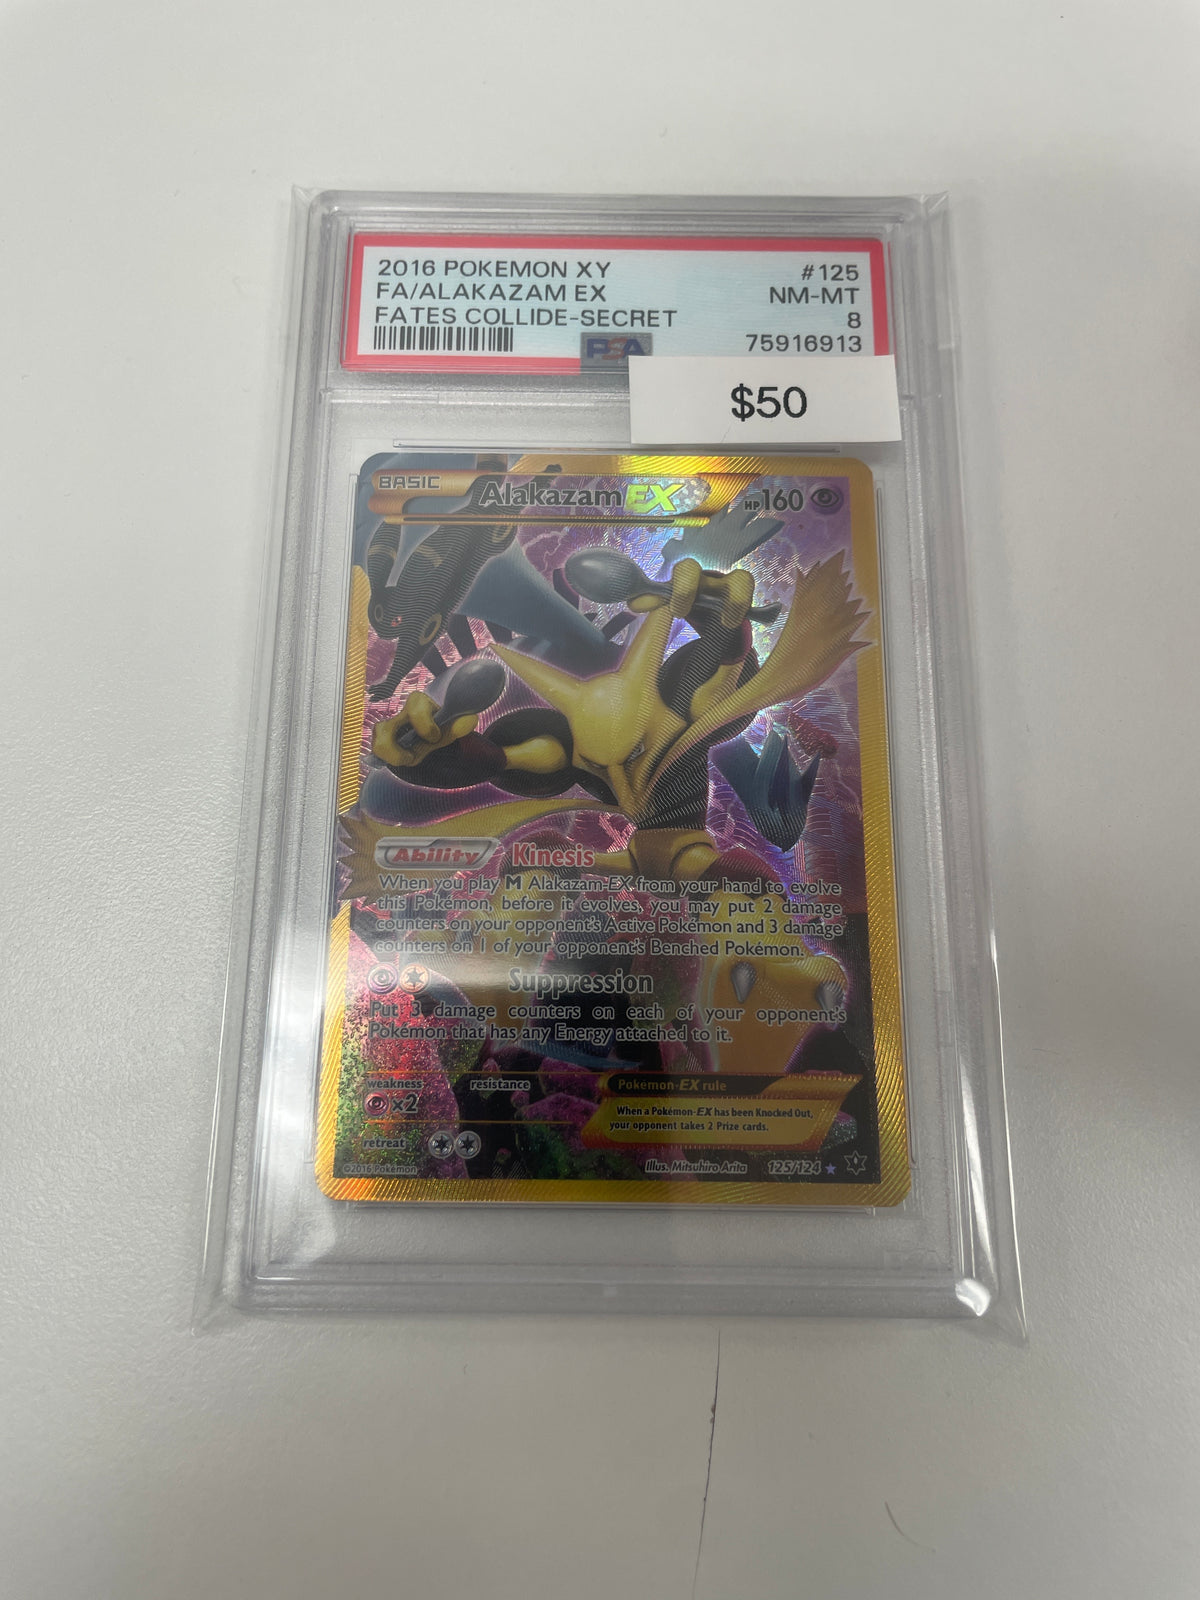 2016 POKEMON XY #125
FA/ALAKAZAM EX NM-MT
FATES COLLIDE-SECRET 8
PSA 75916913
$50
BASIC Alakazam EX HP160
Ability Kinesis
When you play M Alakazam-EX from your hand to evolve
this Pokémon, before it evolves, you may put 2 damage
counters on your opponent's Active Pokémon and 3 damage
counters on 1 of your opponent's Benched Pokémon.
Suppression
Put 3 damage counters on each of your opponent's
Pokémon that has any Energy attached to it.
weakness resistance Pokémon-EX rule
×2 When a Pokémon-EX has been Knocked Out,
your opponent takes 2 Prize cards.
retreat
©2016 Pokémon Illus. Mitsuhiro Arita 125/124